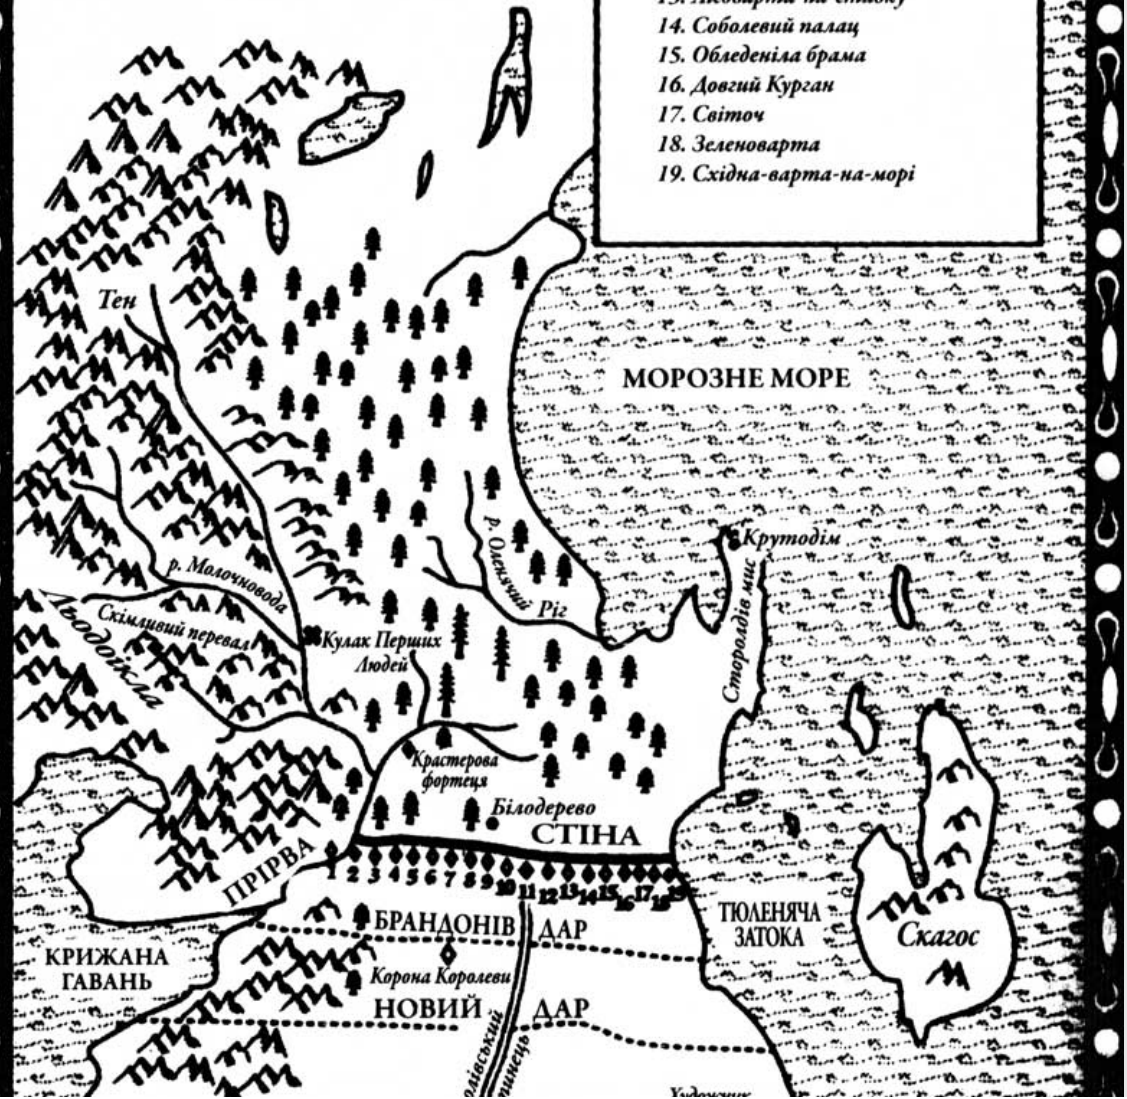 14. Соболевий палац
15. Обледеніла брама
16. Довгий Курган
17. Світоч
18. Зеленоварта
19. Східна-варта-на-морі
Тен
МОРОЗНЕ МОРЕ
р. Оленячий Ріг
Крутодім
р. Молочновода
Скімливий перевал
Льодоїкла
Кулак Перших
Людей
Сторолдів мис
Крастерова
фортеця
Білодерево
СТІНА
ПРІРВА
1 2 3 4 5 6 7 8 9 10 11 12 13 14 15 16 17 18 19
БРАНДОНІВ ДАР
ТЮЛЕНЯЧА
ЗАТОКА
Скагос
КРИЖАНА
ГАВАНЬ
Корона Королеви
НОВИЙ ДАР